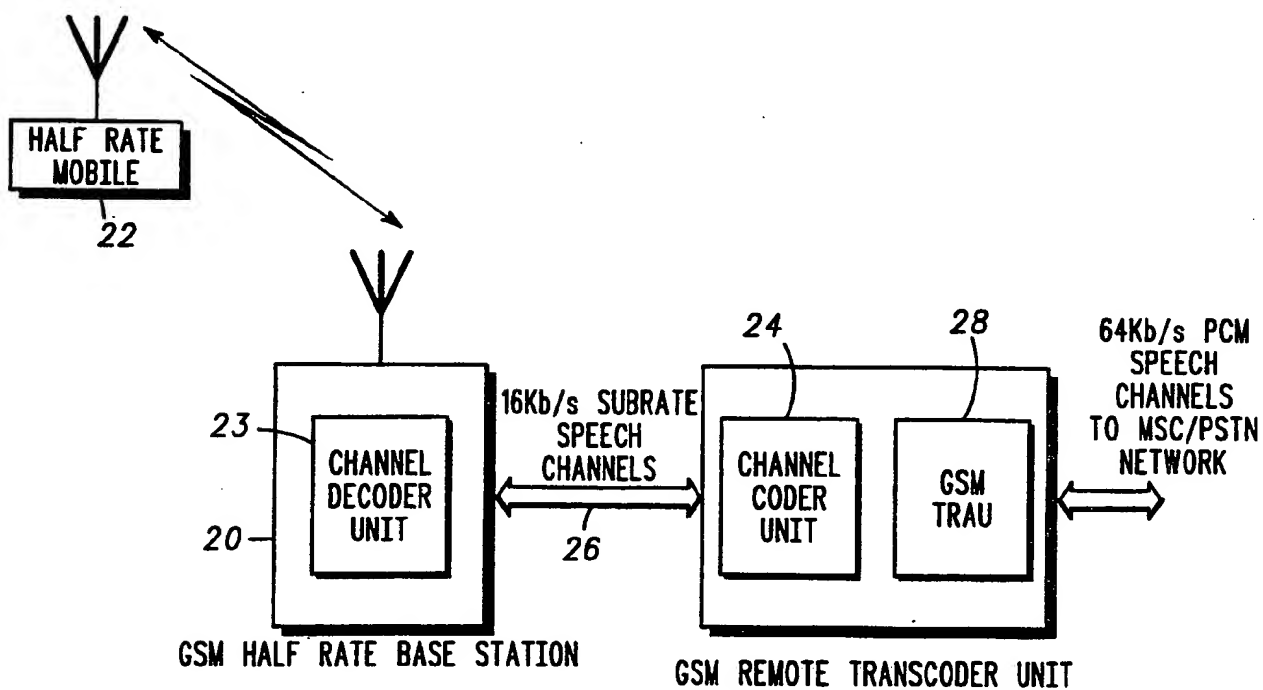 HALF RATE
MOBILE
22
24
28
64Kb/s PCM
SPEECH
CHANNELS
TO MSC/PSTN
NETWORK
16Kb/s SUBRATE
SPEECH
CHANNELS
23
CHANNEL
DECODER
UNIT
CHANNEL
CODER
UNIT
GSM
TRAU
20
26
GSM HALF RATE BASE STATION
GSM REMOTE TRANSCODER UNIT